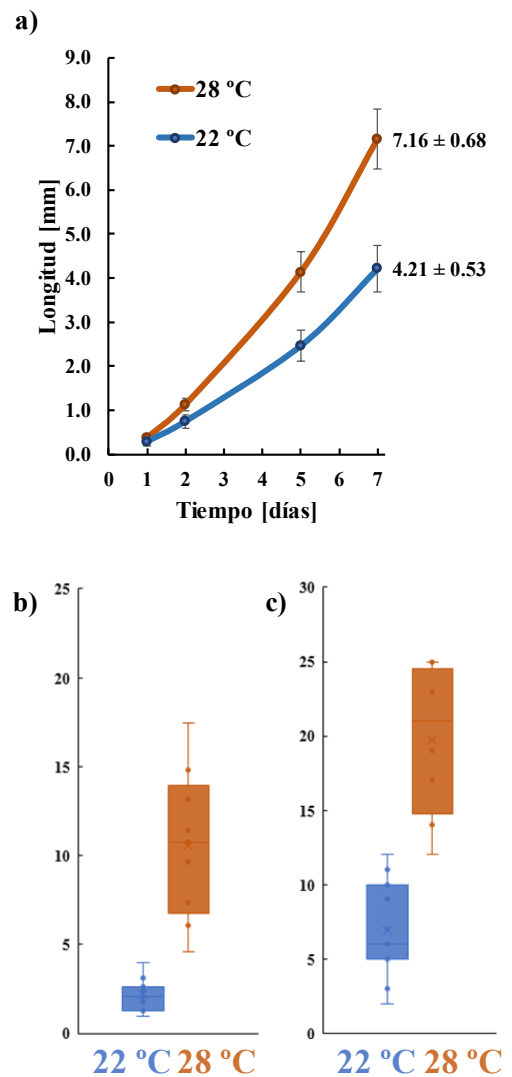 a)
9.0
8.0
7.0
6.0
5.0
4.0
3.0
2.0
1.0
0.0
Longitud [mm]
28 ºC
22 ºC
7.16 ± 0.68
4.21 ± 0.53
0 1 2 3 4 5 6 7
Tiempo [días]
b)
25
20
15
10
5
0
22 ºC 28 ºC
c)
30
25
20
15
10
5
0
22 ºC 28 ºC